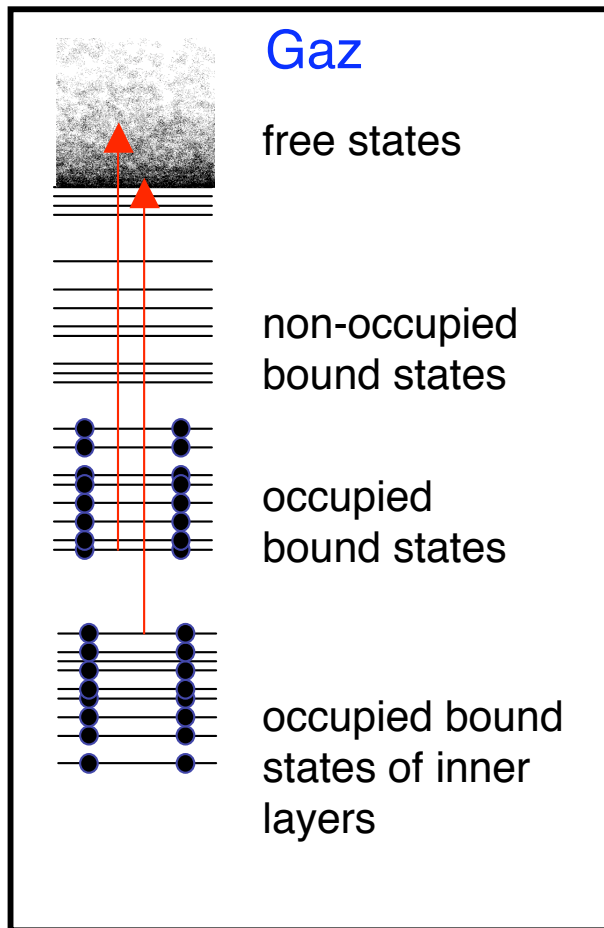 Gaz
free states
non-occupied
bound states
occupied
bound states
occupied bound
states of inner
layers